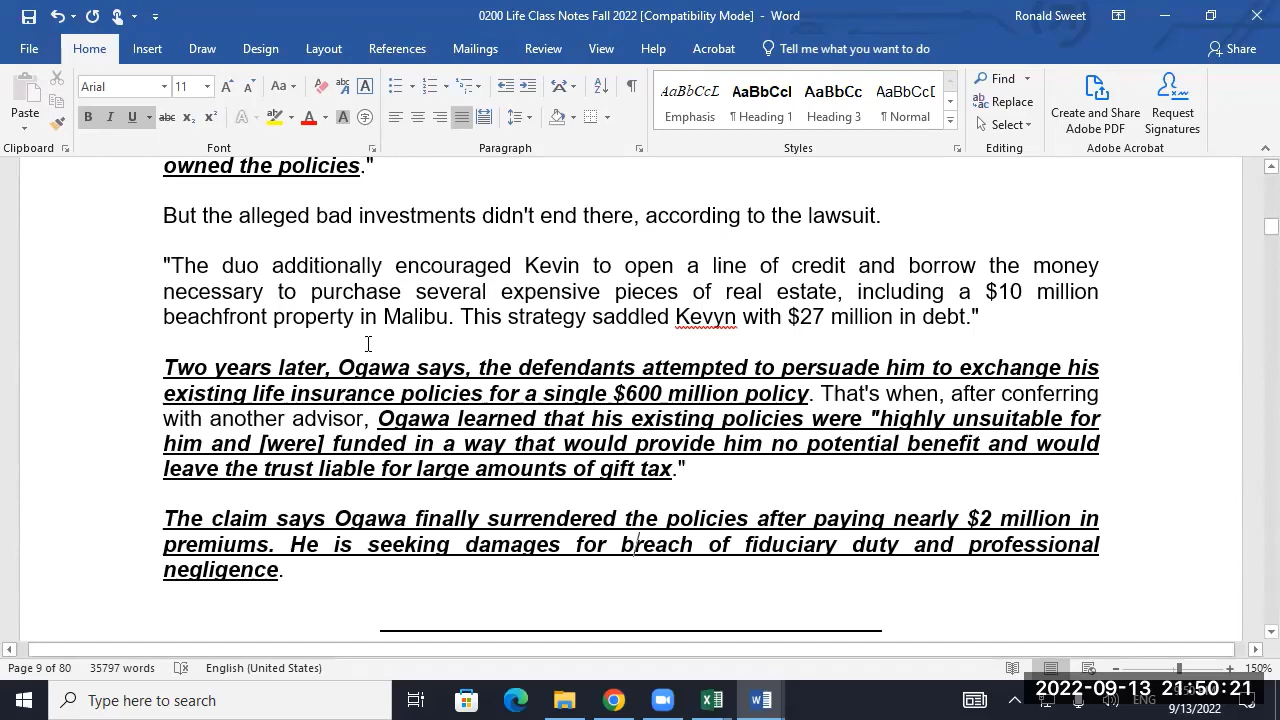 0200 Life Class Notes Fall 2022 [Compatibility Mode] - Word
Ronald Sweet
File Home Insert Draw Design Layout References Mailings Review View Help Acrobat Tell me what you want to do Share
Paste
Clipboard
Arial 11
Aa
B I U abc x₂ x²
Font
Paragraph
AaBbCcL AaBbCcl AaBbCc AaBbCcI
Emphasis ¶ Heading 1 ¶ Heading 3 ¶ Normal
Styles
Find
Replace
Select
Editing
Create and Share Request
Adobe PDF Signatures
Adobe Acrobat
owned the policies."
But the alleged bad investments didn't end there, according to the lawsuit.
"The duo additionally encouraged Kevin to open a line of credit and borrow the money
necessary to purchase several expensive pieces of real estate, including a $10 million
beachfront property in Malibu. This strategy saddled Kevyn with $27 million in debt."
Two years later, Ogawa says, the defendants attempted to persuade him to exchange his
existing life insurance policies for a single $600 million policy. That's when, after conferring
with another advisor, Ogawa learned that his existing policies were "highly unsuitable for
him and [were] funded in a way that would provide him no potential benefit and would
leave the trust liable for large amounts of gift tax."
The claim says Ogawa finally surrendered the policies after paying nearly $2 million in
premiums. He is seeking damages for breach of fiduciary duty and professional
negligence.
Page 9 of 80 35797 words English (United States) 150%
Type here to search
2022-09-13 21:50:21
ENG
9/13/2022